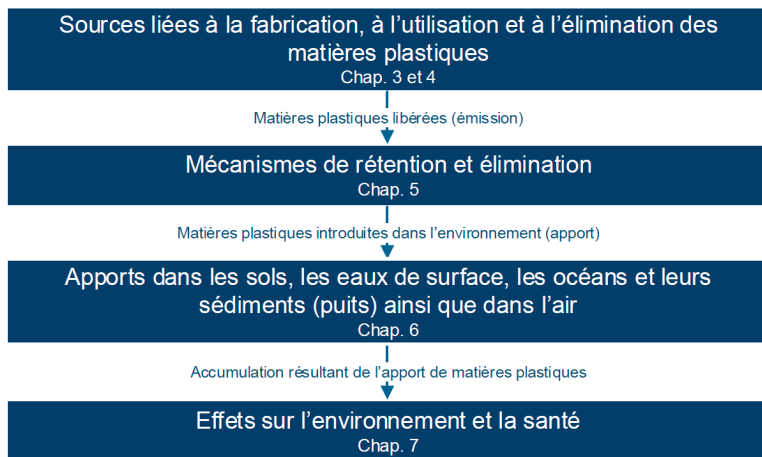 Sources liées à la fabrication, à l’utilisation et à l’élimination des
matières plastiques
Chap. 3 et 4
Matières plastiques libérées (émission)
Mécanismes de rétention et élimination
Chap. 5
Matières plastiques introduites dans l’environnement (apport)
Apports dans les sols, les eaux de surface, les océans et leurs
sédiments (puits) ainsi que dans l’air
Chap. 6
Accumulation résultant de l’apport de matières plastiques
Effets sur l’environnement et la santé
Chap. 7